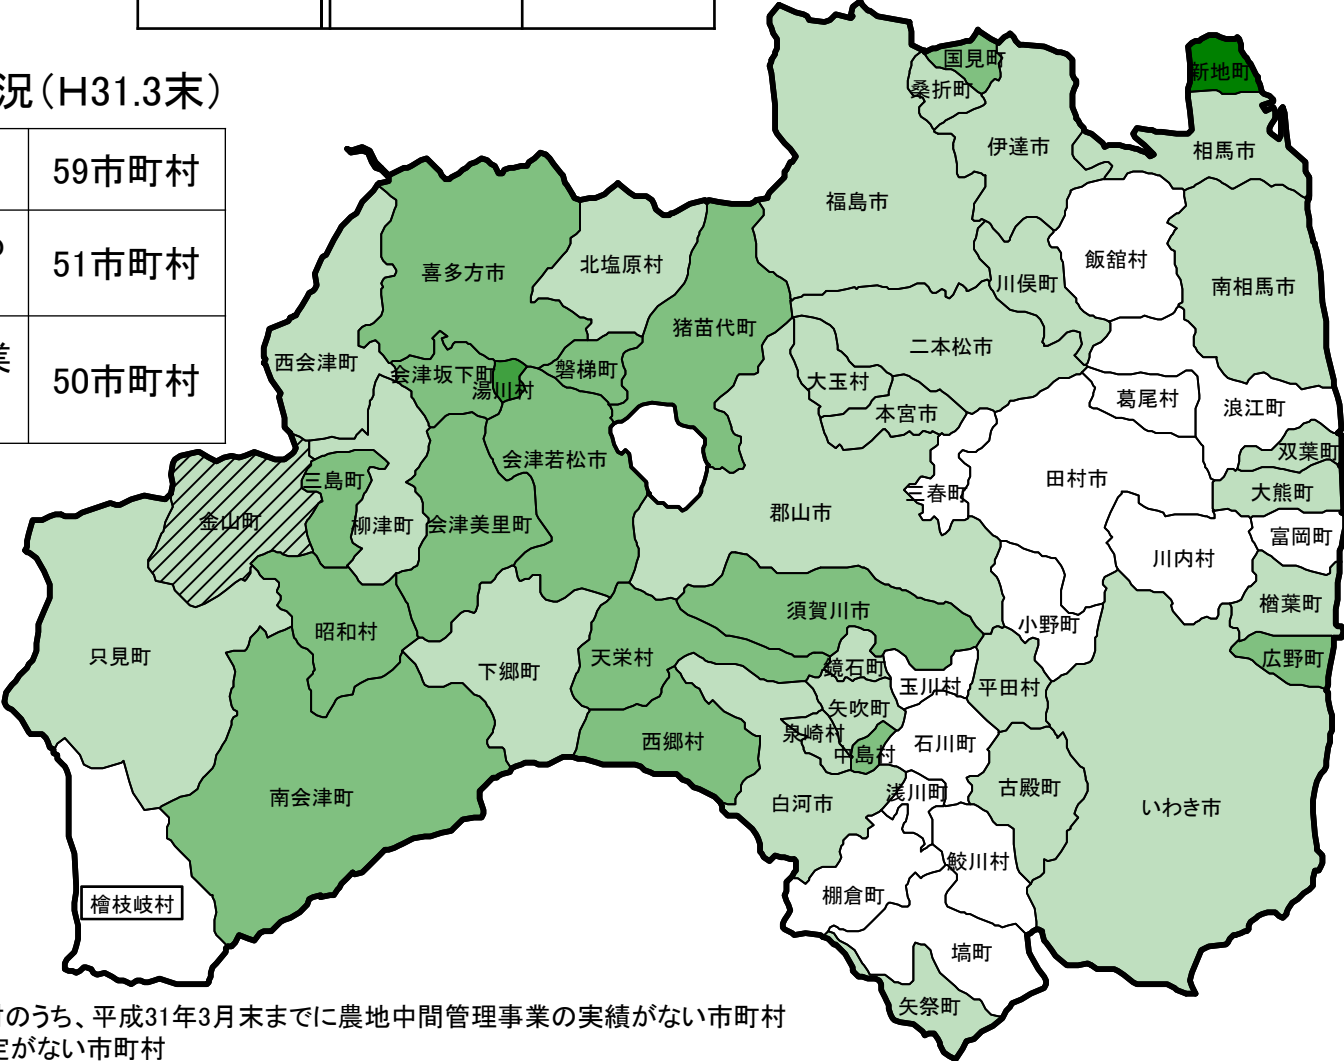 況（H31.3末）
59市町村
51市町村
業
50市町村
国見町
新地町
桑折町
伊達市
相馬市
福島市
飯舘村
北塩原村
喜多方市
川俣町
南相馬市
猪苗代町
二本松市
西会津町
会津坂下町
湯川村
磐梯町
大玉村
葛尾村
浪江町
本宮市
双葉町
会津若松市
三島町
田村市
大熊町
三春町
金山町
柳津町
会津美里町
郡山市
富岡町
川内村
須賀川市
楢葉町
小野町
昭和村
只見町
天栄村
広野町
下郷町
鏡石町
玉川村
平田村
矢吹町
泉崎村
西郷村
石川町
中島村
南会津町
白河市
浅川町
古殿町
いわき市
鮫川村
檜枝岐村
棚倉町
塙町
矢祭町
村のうち、平成31年3月末までに農地中間管理事業の実績がない市町村
定がない市町村